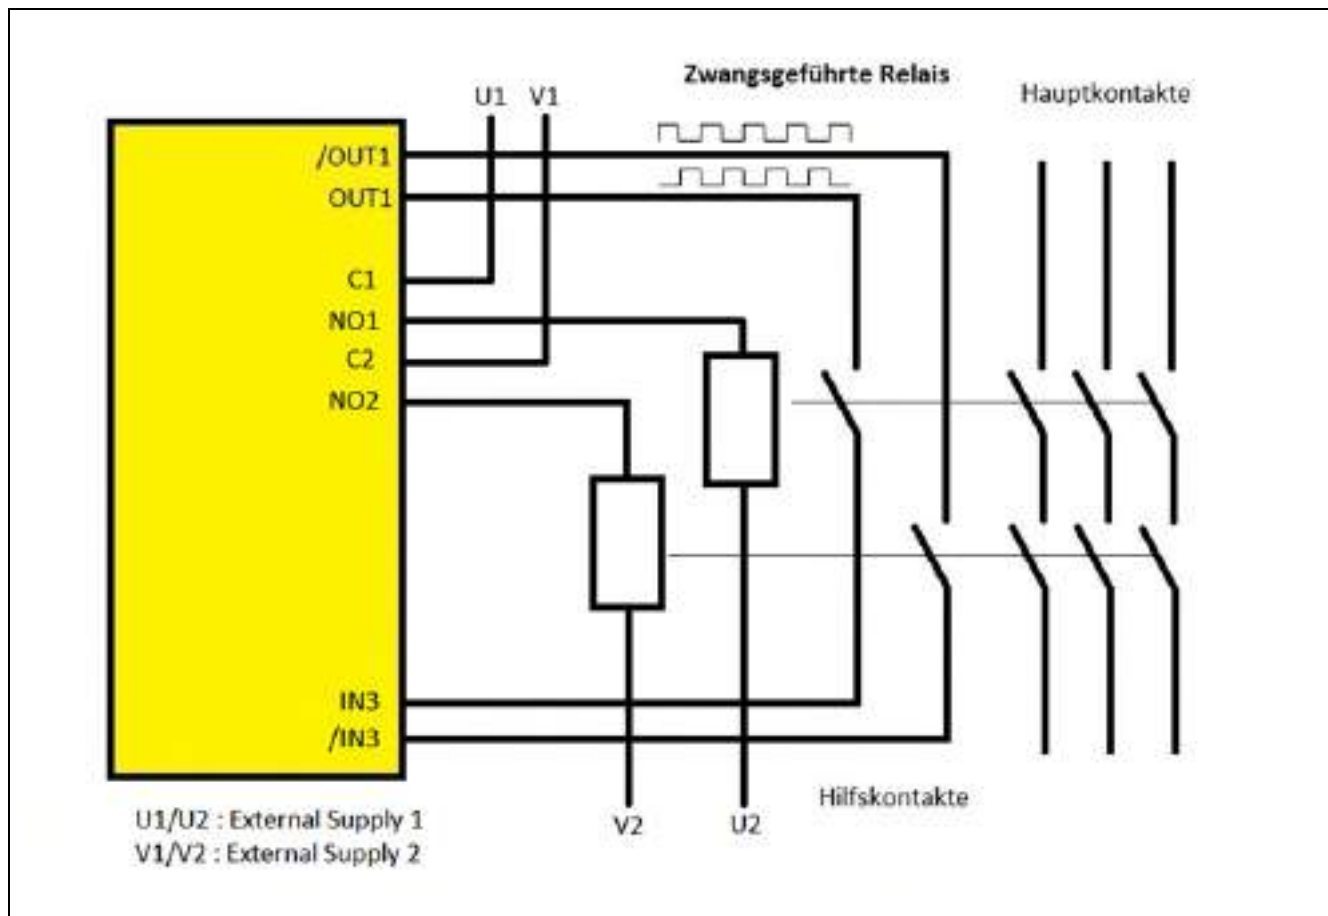 Zwangsgeführte Relais
Hauptkontakte
U1 V1
/OUT1
OUT1
C1
NO1
C2
NO2
IN3
/IN3
Hilfskontakte
V2
U2
U1/U2 : External Supply 1
V1/V2 : External Supply 2